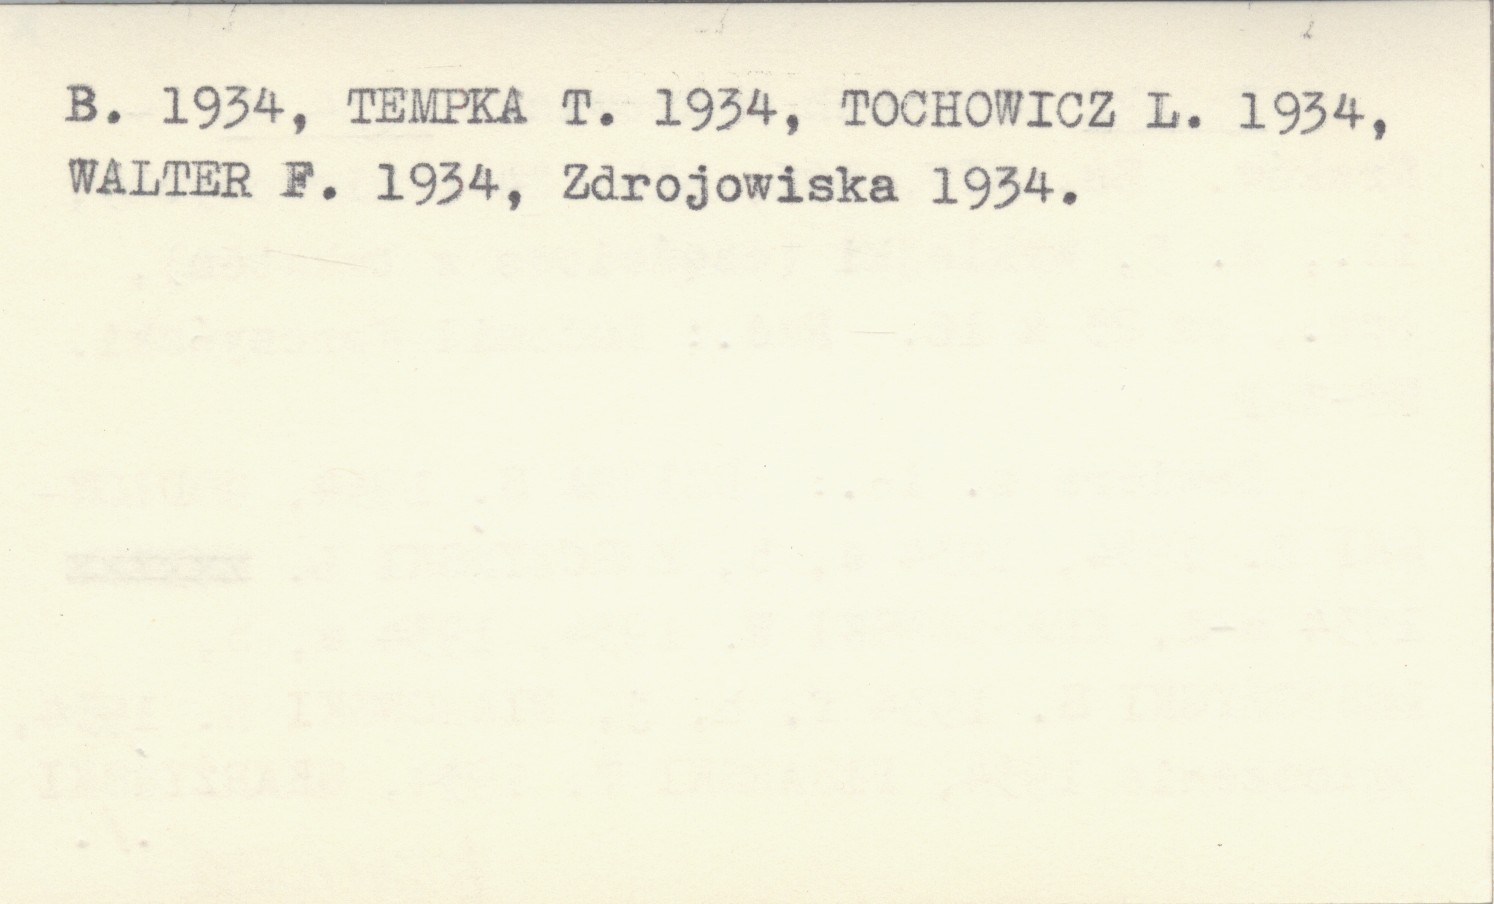 B. 1934, TEMPKA T. 1934, TOCHOWICZ L. 1934,
WALTER F. 1934, Zdrojowiska 1934.